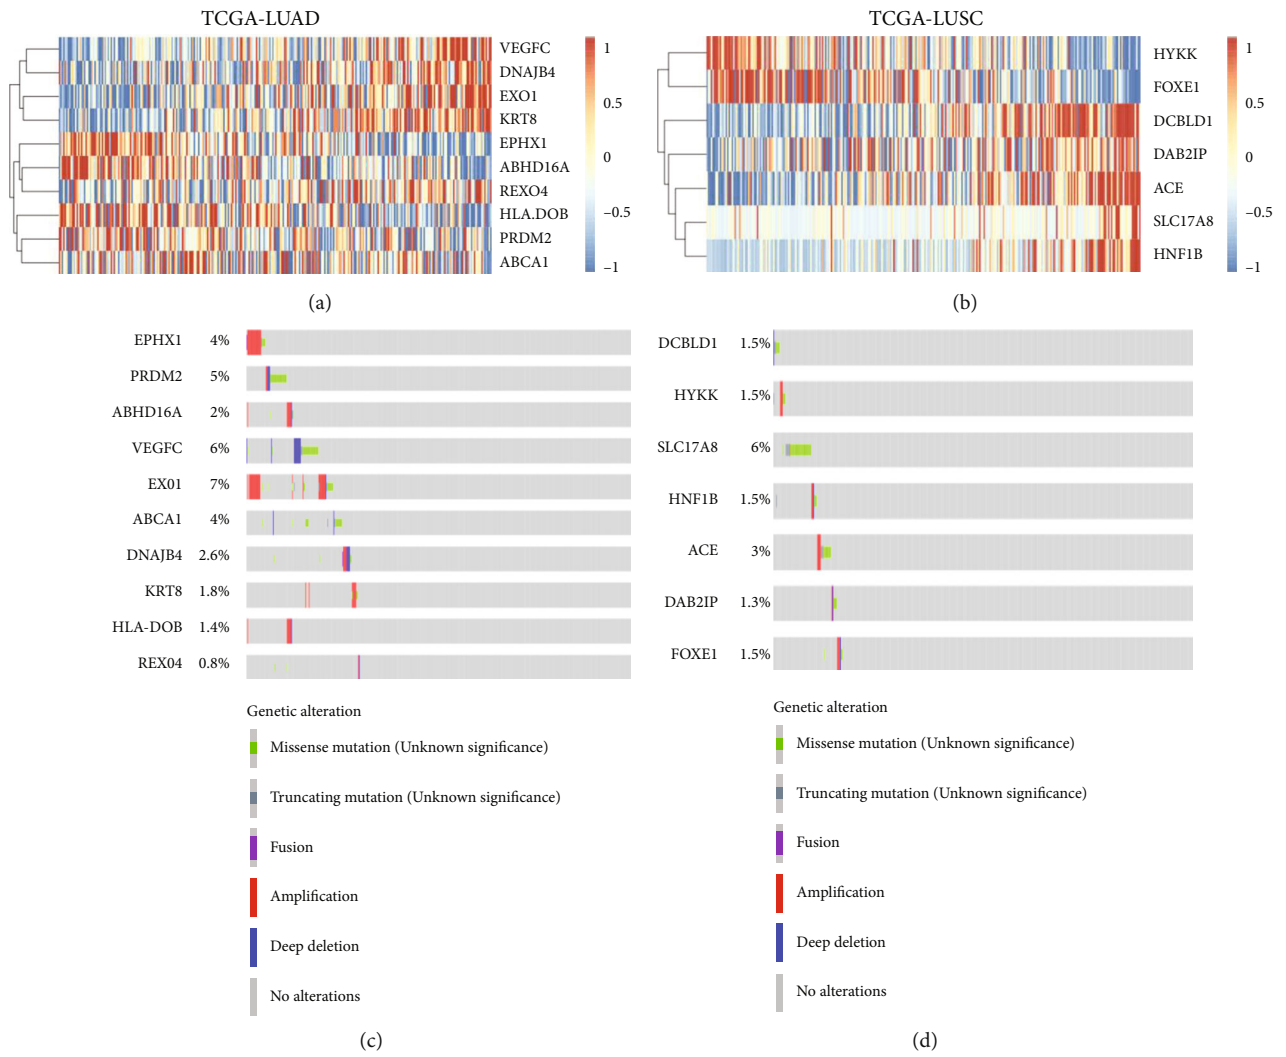 TCGA-LUAD
VEGFC
DNAJB4
EXO1
KRT8
EPHX1
ABHD16A
REXO4
HLA.DOB
PRDM2
ABCA1
1
0.5
0
−0.5
−1
(a)
TCGA-LUSC
HYKK
FOXE1
DCBLD1
DAB2IP
ACE
SLC17A8
HNF1B
1
0.5
0
−0.5
−1
(b)
EPHX1 4%
PRDM2 5%
ABHD16A 2%
VEGFC 6%
EX01 7%
ABCA1 4%
DNAJB4 2.6%
KRT8 1.8%
HLA-DOB 1.4%
REX04 0.8%
Genetic alteration
Missense mutation (Unknown significance)
Truncating mutation (Unknown significance)
Fusion
Amplification
Deep deletion
No alterations
(c)
DCBLD1 1.5%
HYKK 1.5%
SLC17A8 6%
HNF1B 1.5%
ACE 3%
DAB2IP 1.3%
FOXE1 1.5%
Genetic alteration
Missense mutation (Unknown significance)
Truncating mutation (Unknown significance)
Fusion
Amplification
Deep deletion
No alterations
(d)